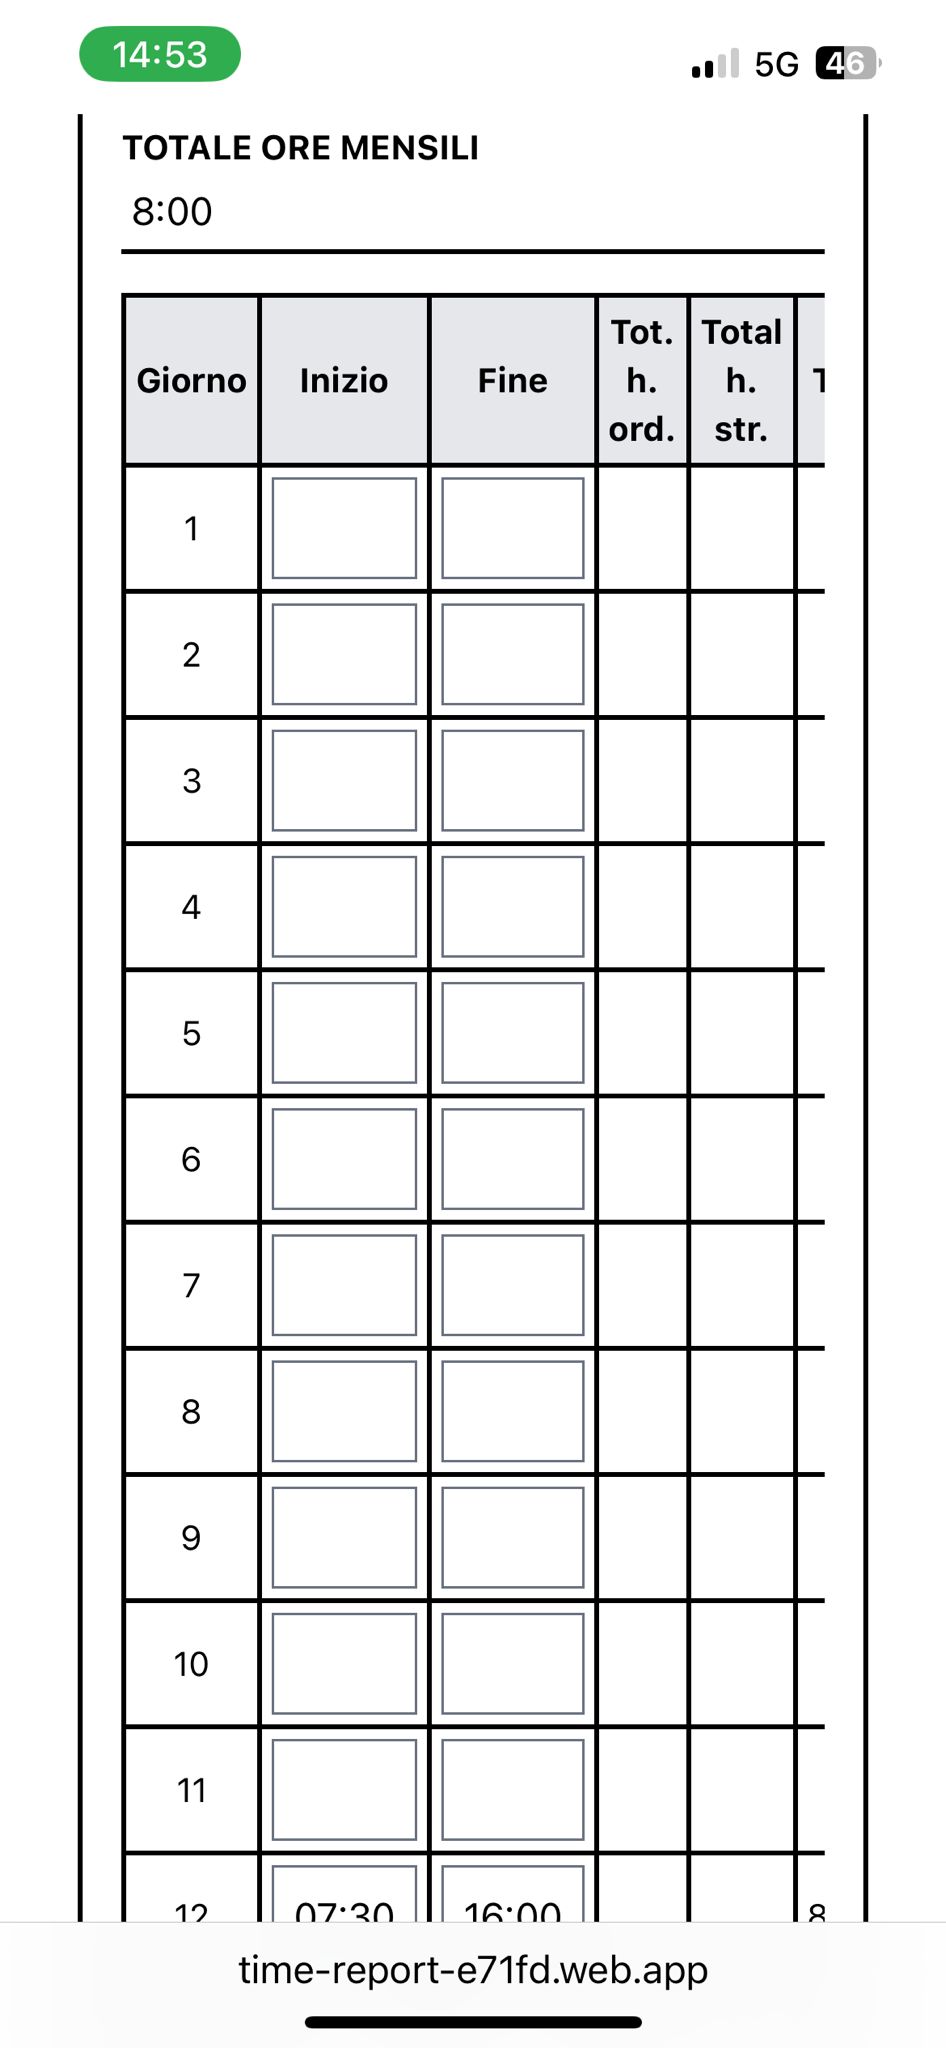 14:53
5G 46
TOTALE ORE MENSILI
8:00
Giorno Inizio Fine Tot. h. ord. Total h. str. T
1
2
3
4
5
6
7
8
9
10
11
12 07:30 16:00 8
time-report-e71fd.web.app